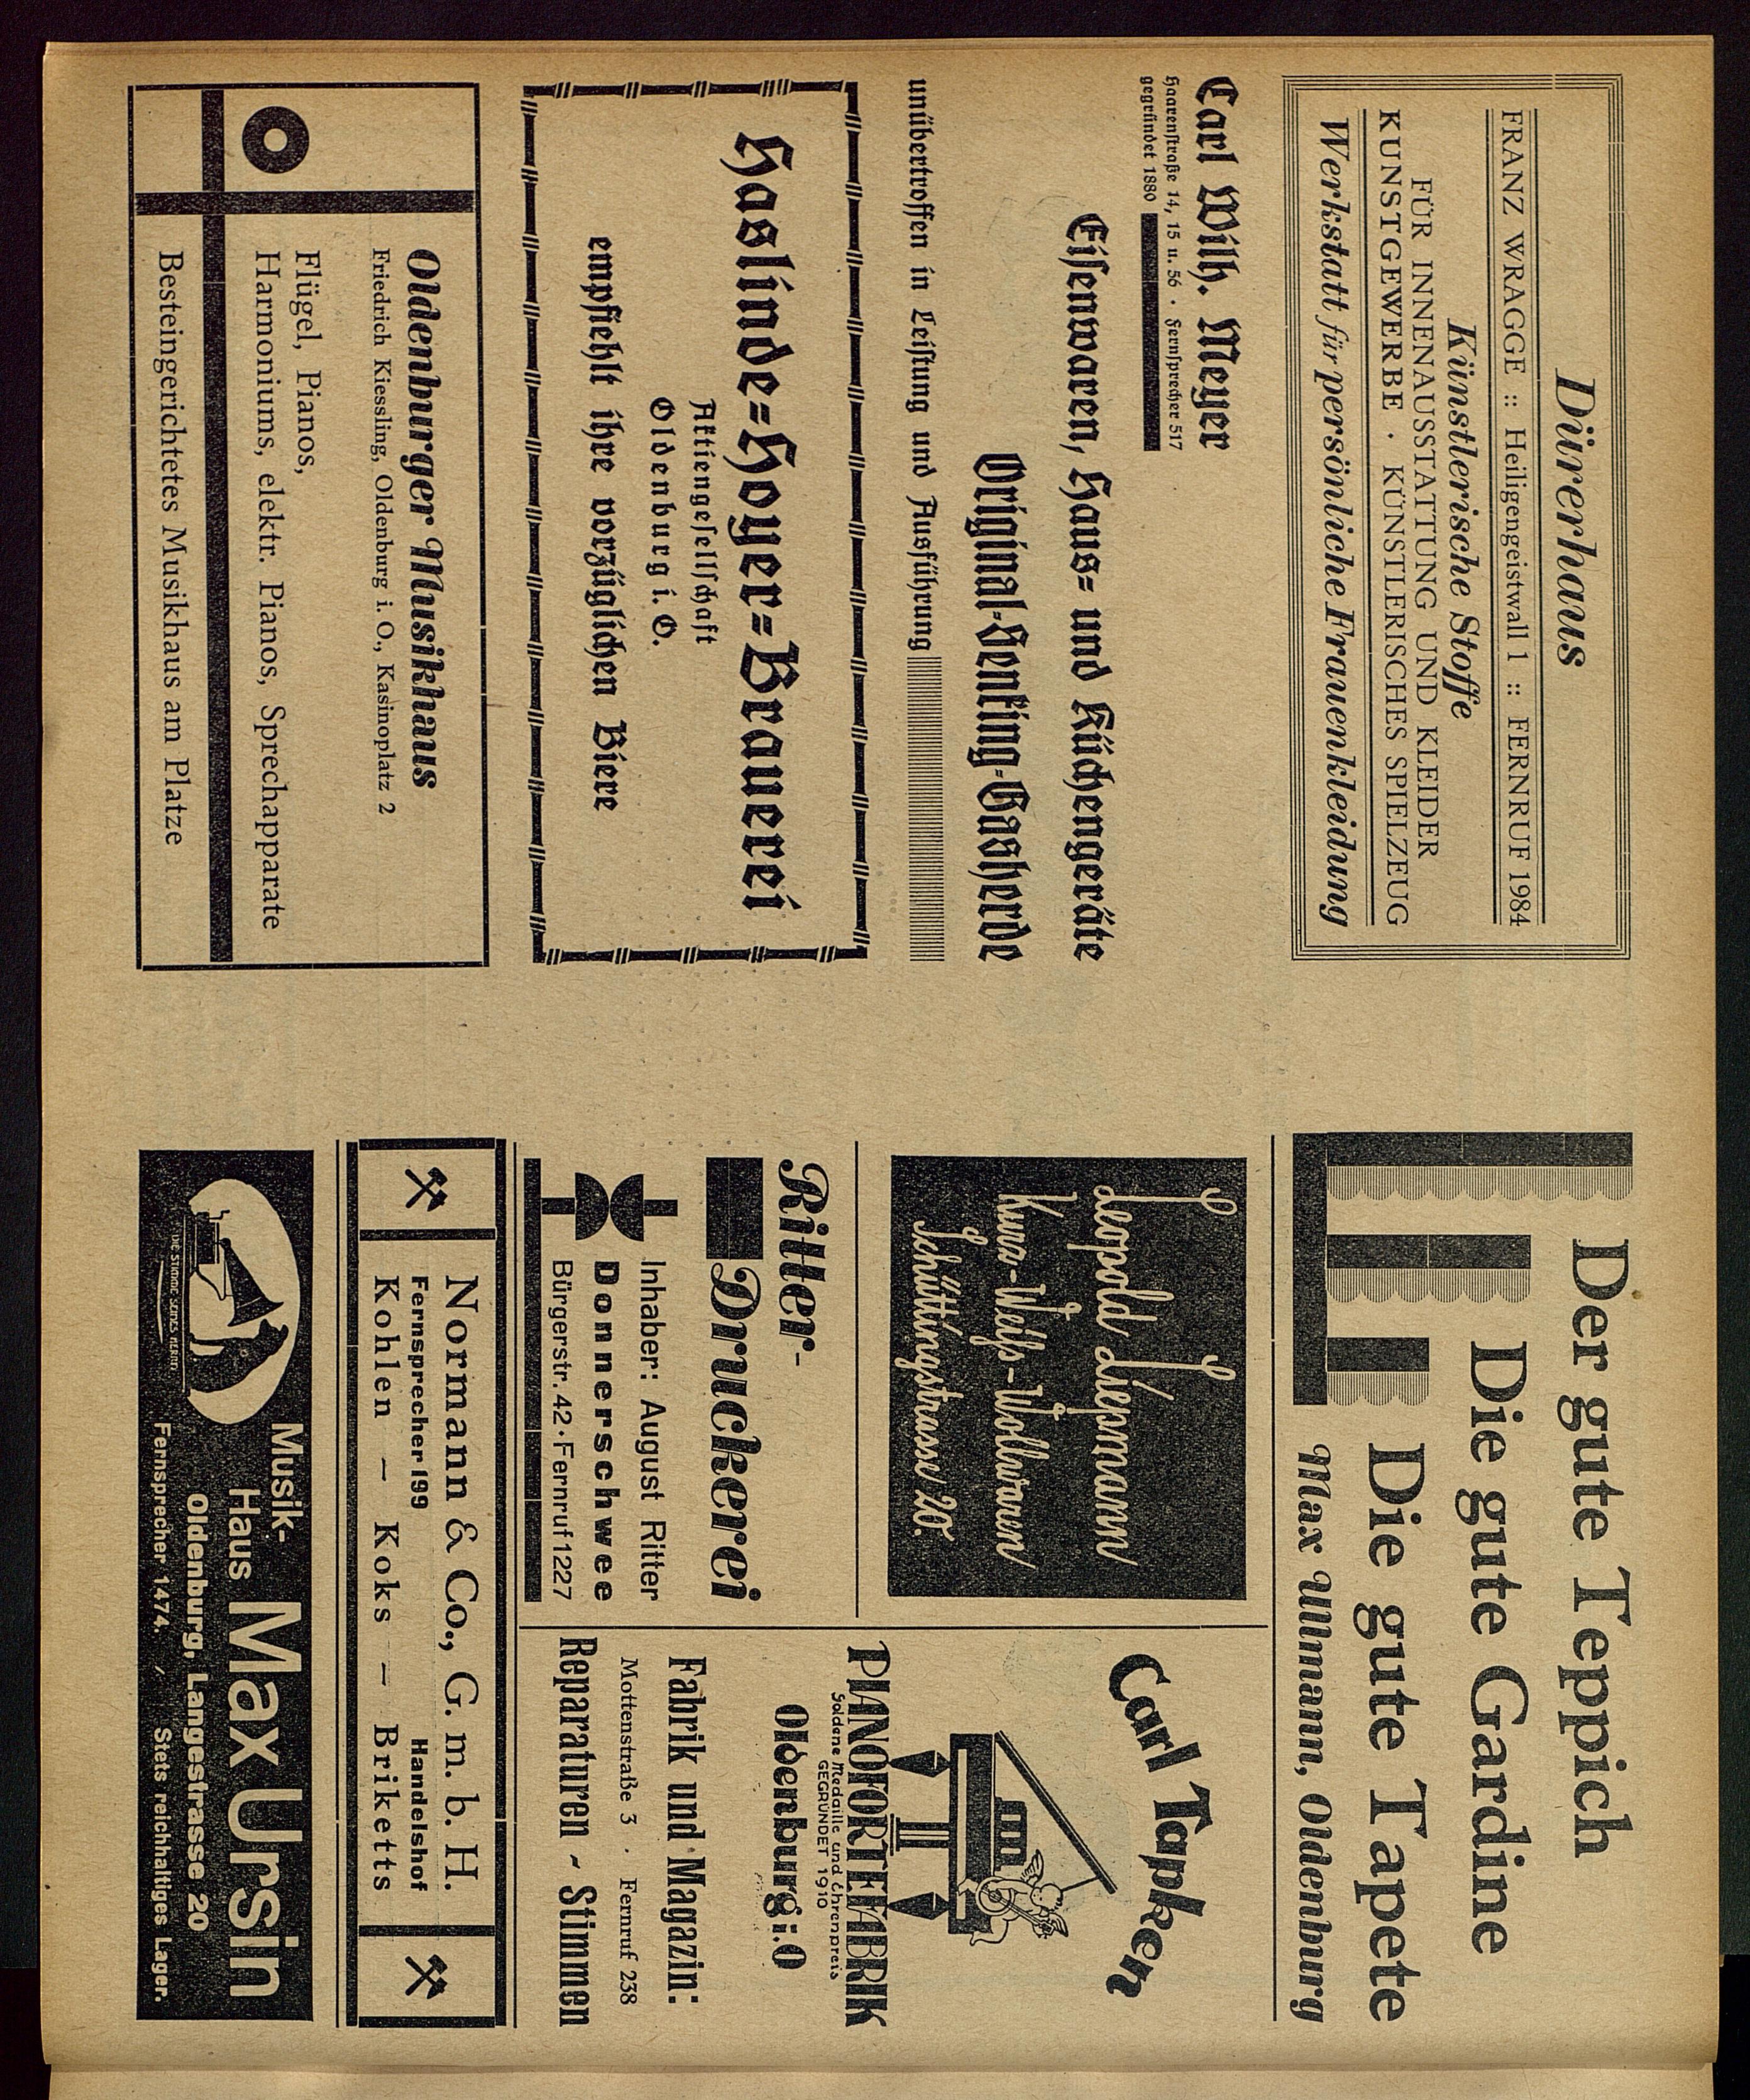 Dürerhaus
FRANZ WRAGGE :: Heiligengeistwall 1 :: FERNRUF 1984
Künstlerische Stoffe
FÜR INNENAUSSTATTUNG UND KLEIDER
KUNSTGEWERBE · KÜNSTLERISCHES SPIELZEUG
Werkstatt für persönliche Frauenkleidung
Carl Wilh. Meyer
Haarenstraße 14, 15 u. 56 · Fernsprecher 517
gegründet 1880
Eisenwaren, Haus- und Küchengeräte
Original-Senking-Gasherde
unübertroffen in Leistung und Ausführung
Haslinde-Hoyer-Brauerei
Aktiengesellschaft
Oldenburg i. O.
empfiehlt ihre vorzüglichen Biere
Oldenburger Musikhaus
Friedrich Kiessling, Oldenburg i. O., Kasinoplatz 2
Flügel, Pianos,
Harmoniums, elektr. Pianos, Sprechapparate
Besteingerichtetes Musikhaus am Platze
Der gute Teppich
Die gute Gardine
Die gute Tapete
Max Ullmann, Oldenburg
Leopold Liepmann
Kurz-Weiß-Wollwaren
Schüttingstrasse 20.
Ritter-
Druckerei
Inhaber: August Ritter
Donnerschwee
Bürgerstr. 42 · Fernruf 1227
Carl Tapken
PIANOFORTEFABRIK
Goldene Medaille und Ehrenpreis
GEGRÜNDET 1910
Oldenburg i. O
Fabrik und Magazin:
Mottenstraße 3 · Fernruf 238
Reparaturen - Stimmen
Normann & Co., G. m. b. H.
Fernsprecher 199 Handelshof
Kohlen — Koks — Briketts
DIE STIMME SEINES HERRN
Musik-
Haus Max Ursin
Oldenburg, Langestrasse 20
Fernsprecher 1474. / Stets reichhaltiges Lager.